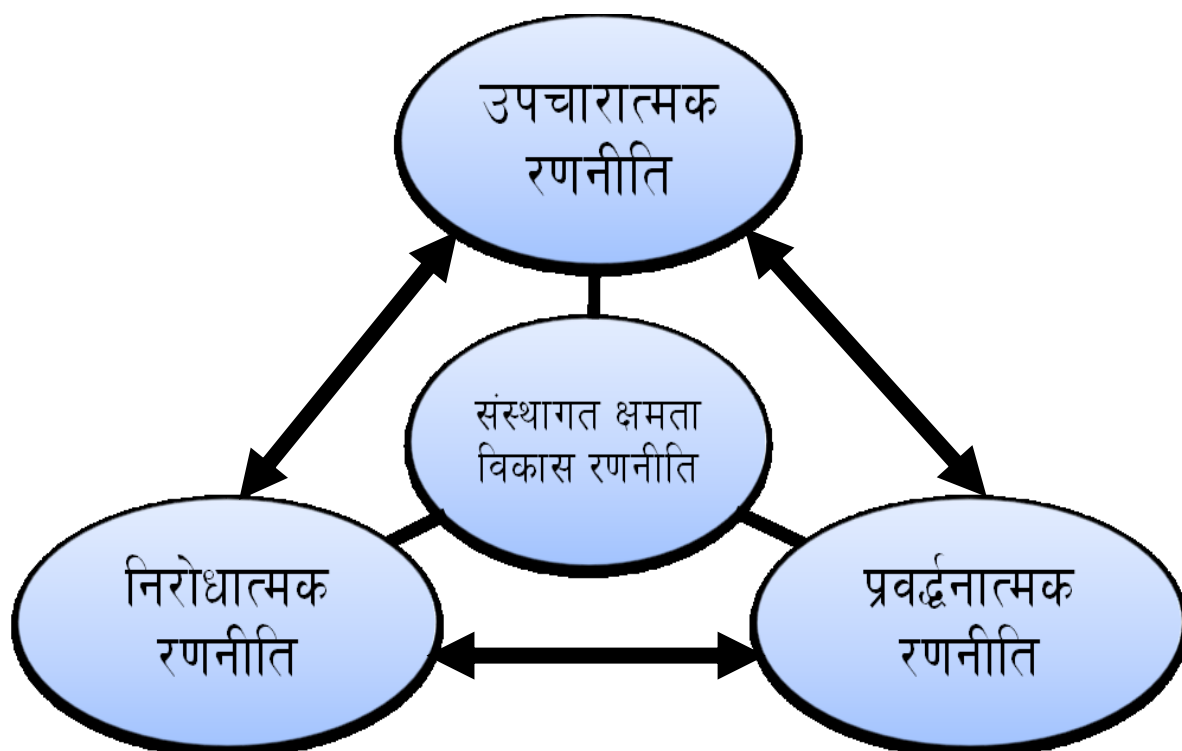 उपचारात्मक
रणनीति
संस्थागत क्षमता
विकास रणनीति
निरोधात्मक
रणनीति
प्रवर्द्धनात्मक
रणनीति